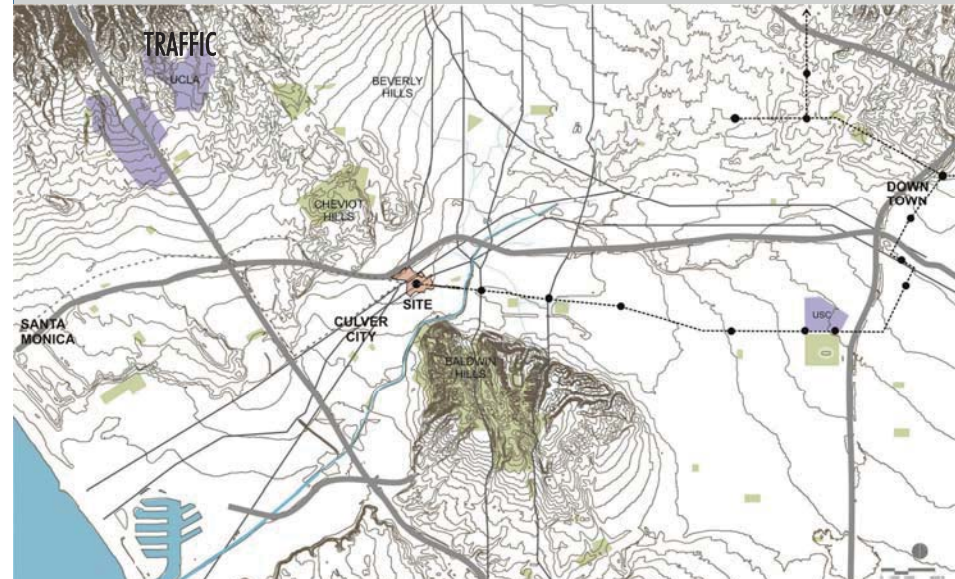 TRAFFIC
UCLA
BEVERLY
HILLS
CHEVIOT
HILLS
DOWN
TOWN
SITE
SANTA
MONICA
CULVER
CITY
USC
BALDWIN
HILLS